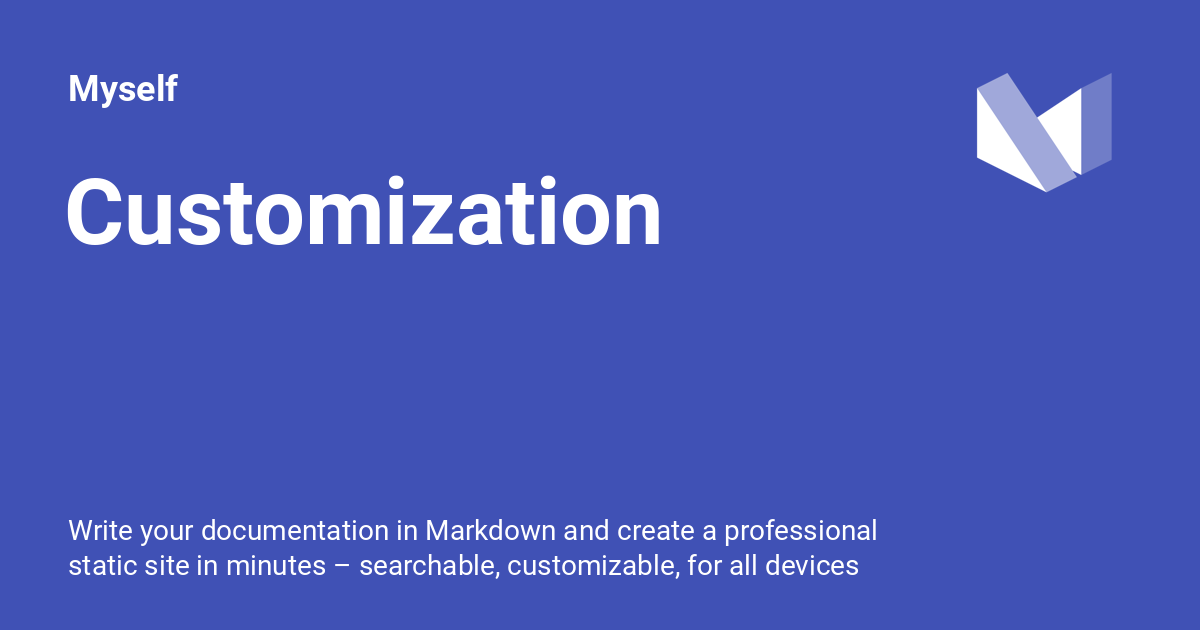 Myself
Customization
Write your documentation in Markdown and create a professional
static site in minutes – searchable, customizable, for all devices